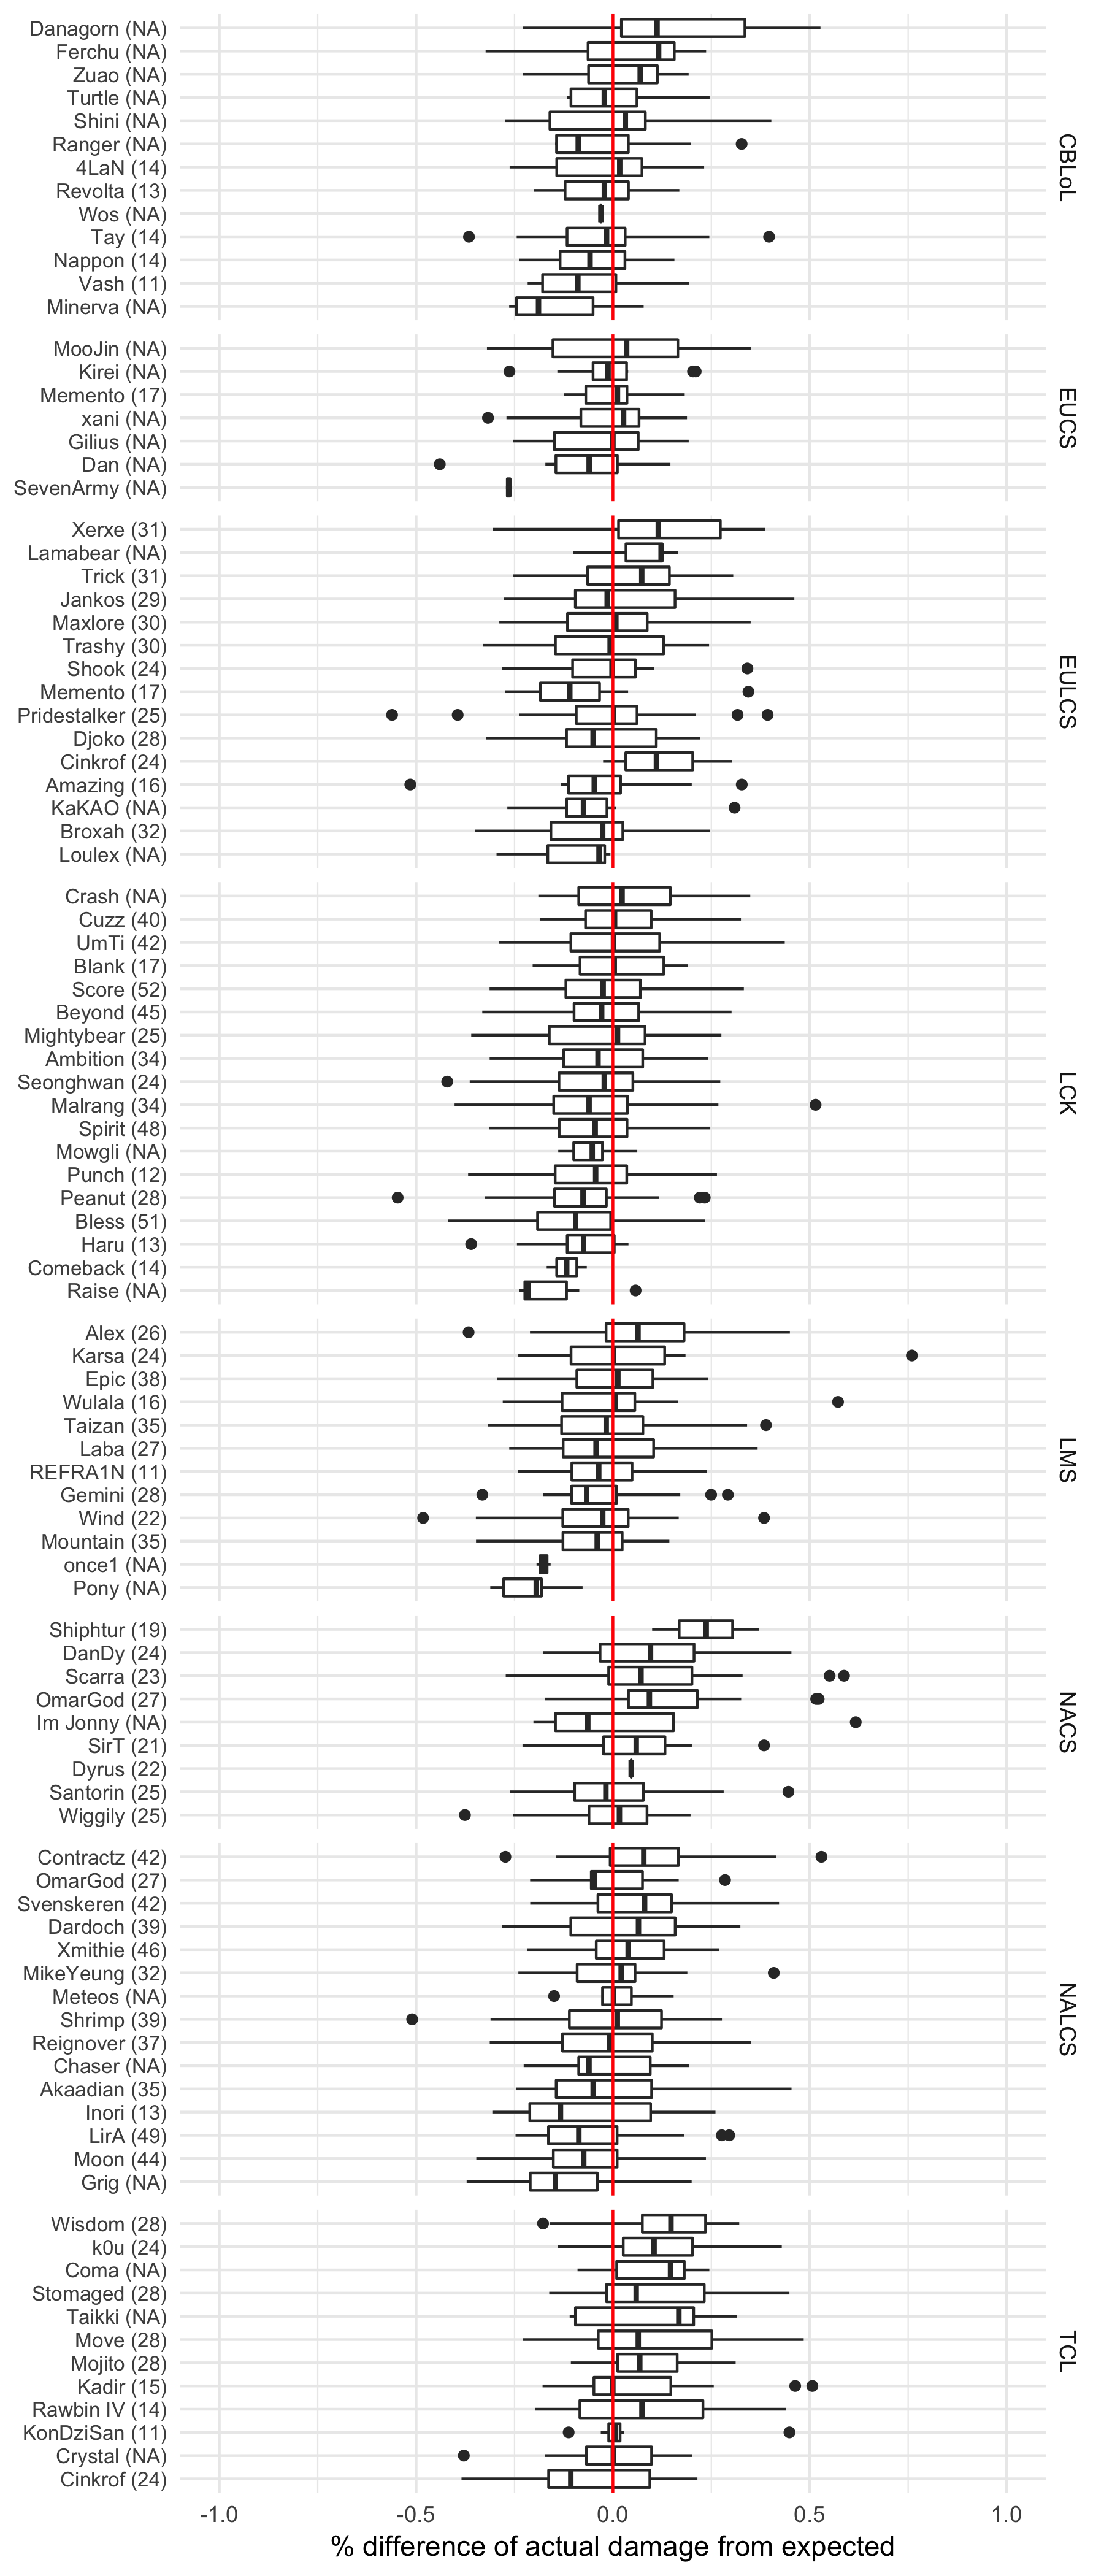 Danagorn (NA)
Ferchu (NA)
Zuao (NA)
Turtle (NA)
Shini (NA)
Ranger (NA)
4LaN (14)
Revolta (13)
Wos (NA)
Tay (14)
Nappon (14)
Vash (11)
Minerva (NA)
CBLoL
MooJin (NA)
Kirei (NA)
Memento (17)
xani (NA)
Gilius (NA)
Dan (NA)
SevenArmy (NA)
EUCS
Xerxe (31)
Lamabear (NA)
Trick (31)
Jankos (29)
Maxlore (30)
Trashy (30)
Shook (24)
Memento (17)
Pridestalker (25)
Djoko (28)
Cinkrof (24)
Amazing (16)
KaKAO (NA)
Broxah (32)
Loulex (NA)
EULCS
Crash (NA)
Cuzz (40)
UmTi (42)
Blank (17)
Score (52)
Beyond (45)
Mightybear (25)
Ambition (34)
Seonghwan (24)
Malrang (34)
Spirit (48)
Mowgli (NA)
Punch (12)
Peanut (28)
Bless (51)
Haru (13)
Comeback (14)
Raise (NA)
LCK
Alex (26)
Karsa (24)
Epic (38)
Wulala (16)
Taizan (35)
Laba (27)
REFRA1N (11)
Gemini (28)
Wind (22)
Mountain (35)
once1 (NA)
Pony (NA)
LMS
Shiphtur (19)
DanDy (24)
Scarra (23)
OmarGod (27)
Im Jonny (NA)
SirT (21)
Dyrus (22)
Santorin (25)
Wiggily (25)
NACS
Contractz (42)
OmarGod (27)
Svenskeren (42)
Dardoch (39)
Xmithie (46)
MikeYeung (32)
Meteos (NA)
Shrimp (39)
Reignover (37)
Chaser (NA)
Akaadian (35)
Inori (13)
LirA (49)
Moon (44)
Grig (NA)
NALCS
Wisdom (28)
k0u (24)
Coma (NA)
Stomaged (28)
Taikki (NA)
Move (28)
Mojito (28)
Kadir (15)
Rawbin IV (14)
KonDziSan (11)
Crystal (NA)
Cinkrof (24)
TCL
-1.0 -0.5 0.0 0.5 1.0
% difference of actual damage from expected